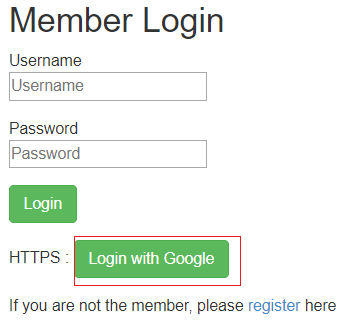 Member Login
Username
Username
Password
Password
Login
HTTPS : Login with Google
If you are not the member, please register here